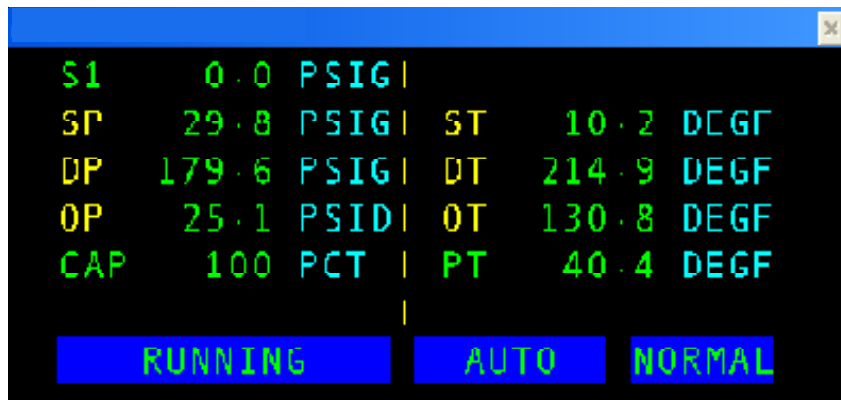 S1 0.0 PSIG
SP 29.8 PSIG ST 10.2 DEGF
DP 179.6 PSIG DT 214.9 DEGF
OP 25.1 PSID OT 130.8 DEGF
CAP 100 PCT PT 40.4 DEGF
RUNNING AUTO NORMAL